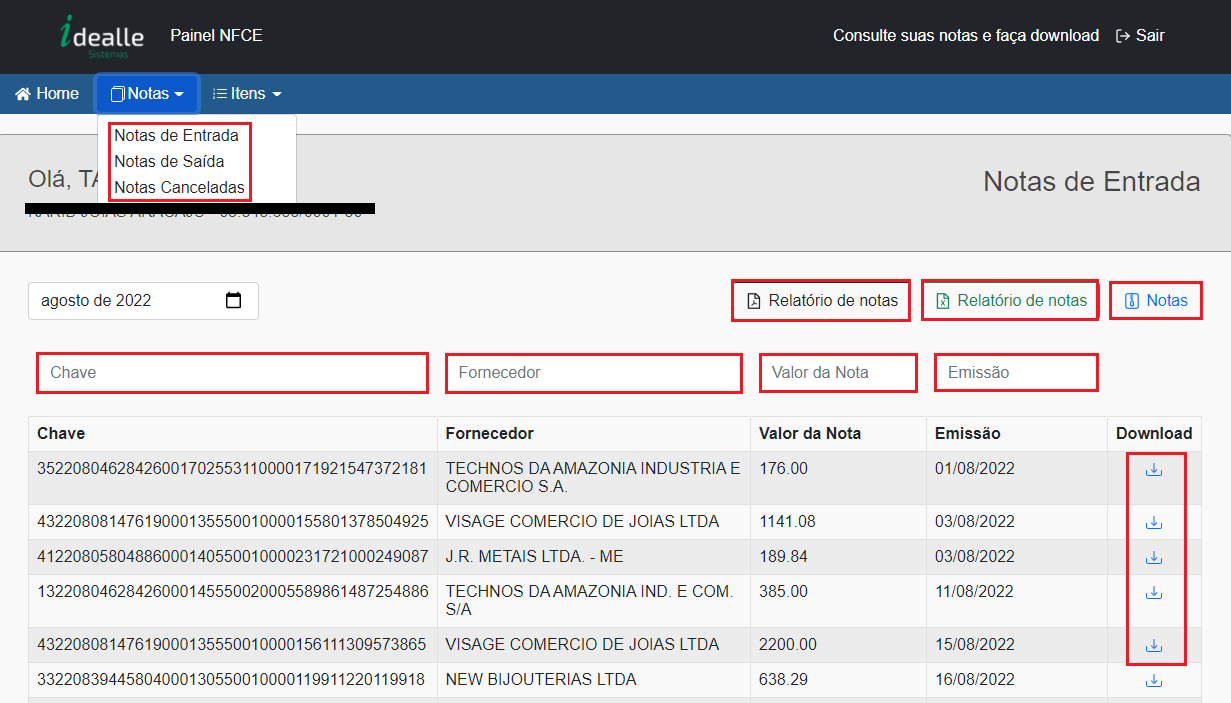 idealle
Sistemas
Painel NFCE
Consulte suas notas e faça download
Sair
Home
Notas
Itens
Notas de Entrada
Notas de Saída
Notas Canceladas
Olá,
Notas de Entrada
agosto de 2022
Relatório de notas
Relatório de notas
Notas
Chave
Fornecedor
Valor da Nota
Emissão
Chave Fornecedor Valor da Nota Emissão Download
35220804628426001702553110000171921547372181 TECHNOS DA AMAZONIA INDUSTRIA E 176.00 01/08/2022
COMERCIO S.A.
43220808147619000135550010000155801378504925 VISAGE COMERCIO DE JOIAS LTDA 1141.08 03/08/2022
41220805804886000140550010000231721000249087 J.R. METAIS LTDA. - ME 189.84 03/08/2022
13220804628426000145550020005589861487254886 TECHNOS DA AMAZONIA IND. E COM. 385.00 11/08/2022
S/A
43220808147619000135550010000156111309573865 VISAGE COMERCIO DE JOIAS LTDA 2200.00 15/08/2022
33220839445804000130550010000119911220119918 NEW BIJOUTERIAS LTDA 638.29 16/08/2022